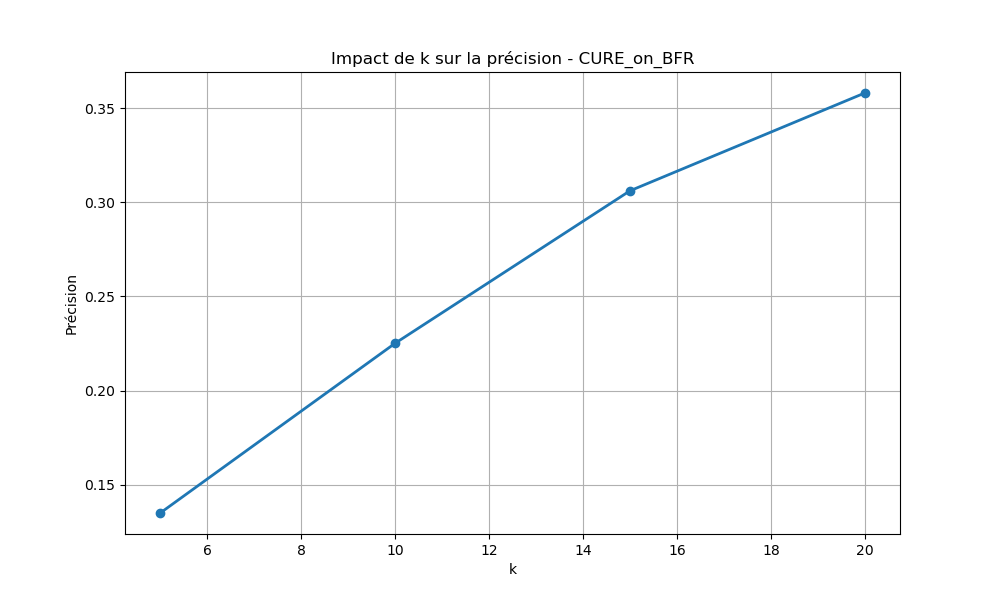 Impact de k sur la précision - CURE_on_BFR
Précision
0.35
0.30
0.25
0.20
0.15
6 8 10 12 14 16 18 20
k